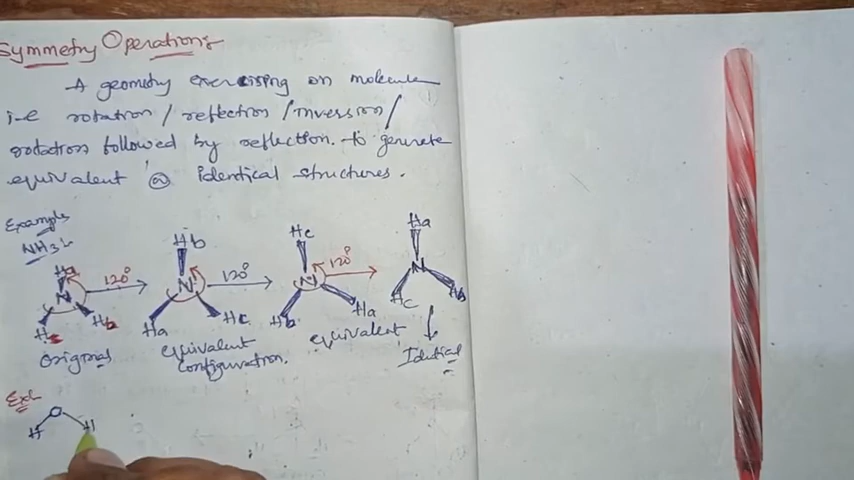 Symmetry Operations
A geometry exercising on molecule
i-e rotation / reflection / inversion /
rotation followed by reflection. to generate
equivalent or identical structures.
Example
NH3
Ha Hb Hc Ha
N 120° N 120° N 120° N
Hc Hb Ha Hc Hb Ha Hc Hb
original equivalent configuration. equivalent Identical
Ex
O
H H